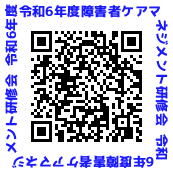 令和6年度障害者ケアマ
ネジメント研修会 令和
6年度障害者ケアマネジ
メント研修会 令和6年度